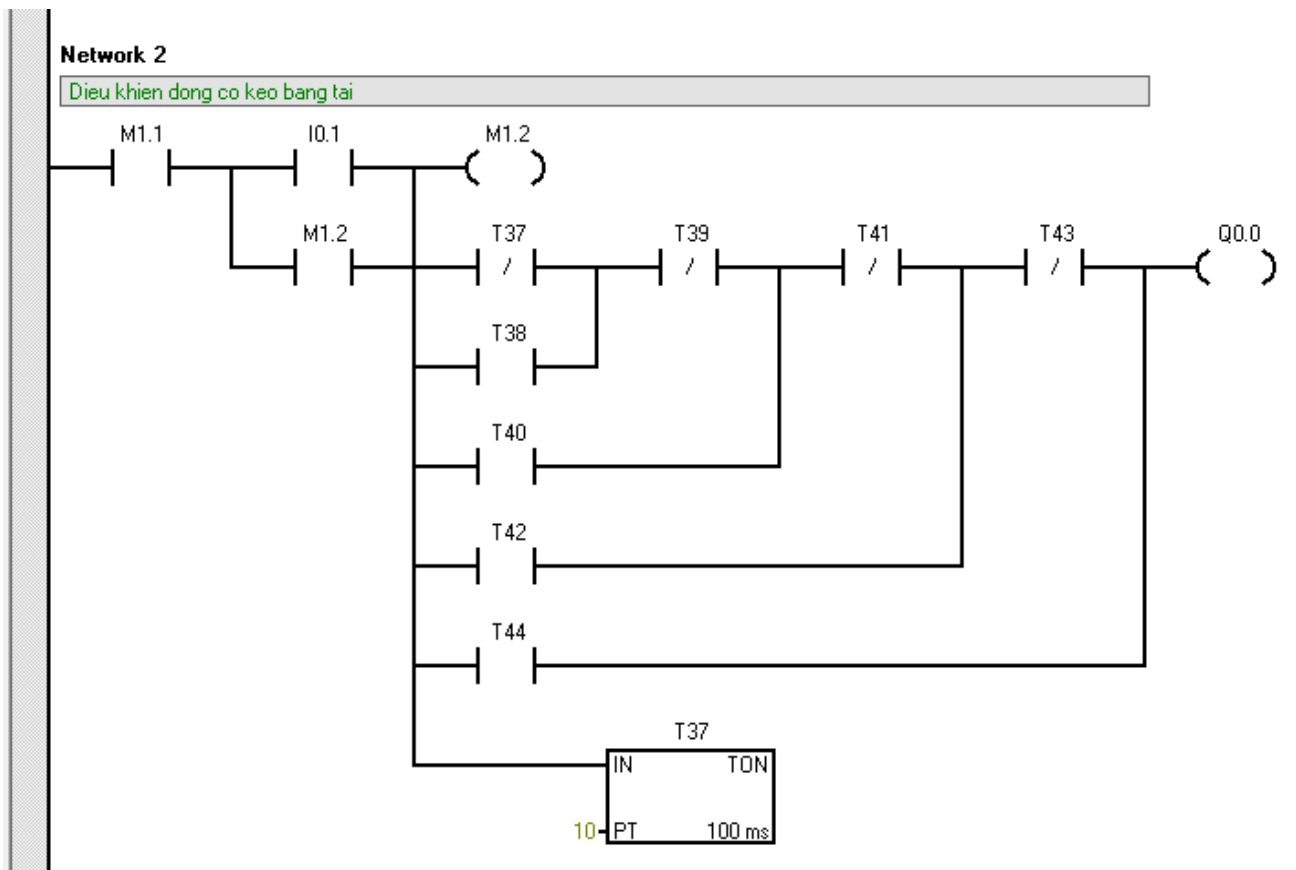 Network 2
Dieu khien dong co keo bang tai
M1.1 I0.1 M1.2
M1.2 T37 T39 T41 T43 Q0.0
/ / / /
T38
T40
T42
T44
T37
IN TON
10 PT 100 ms